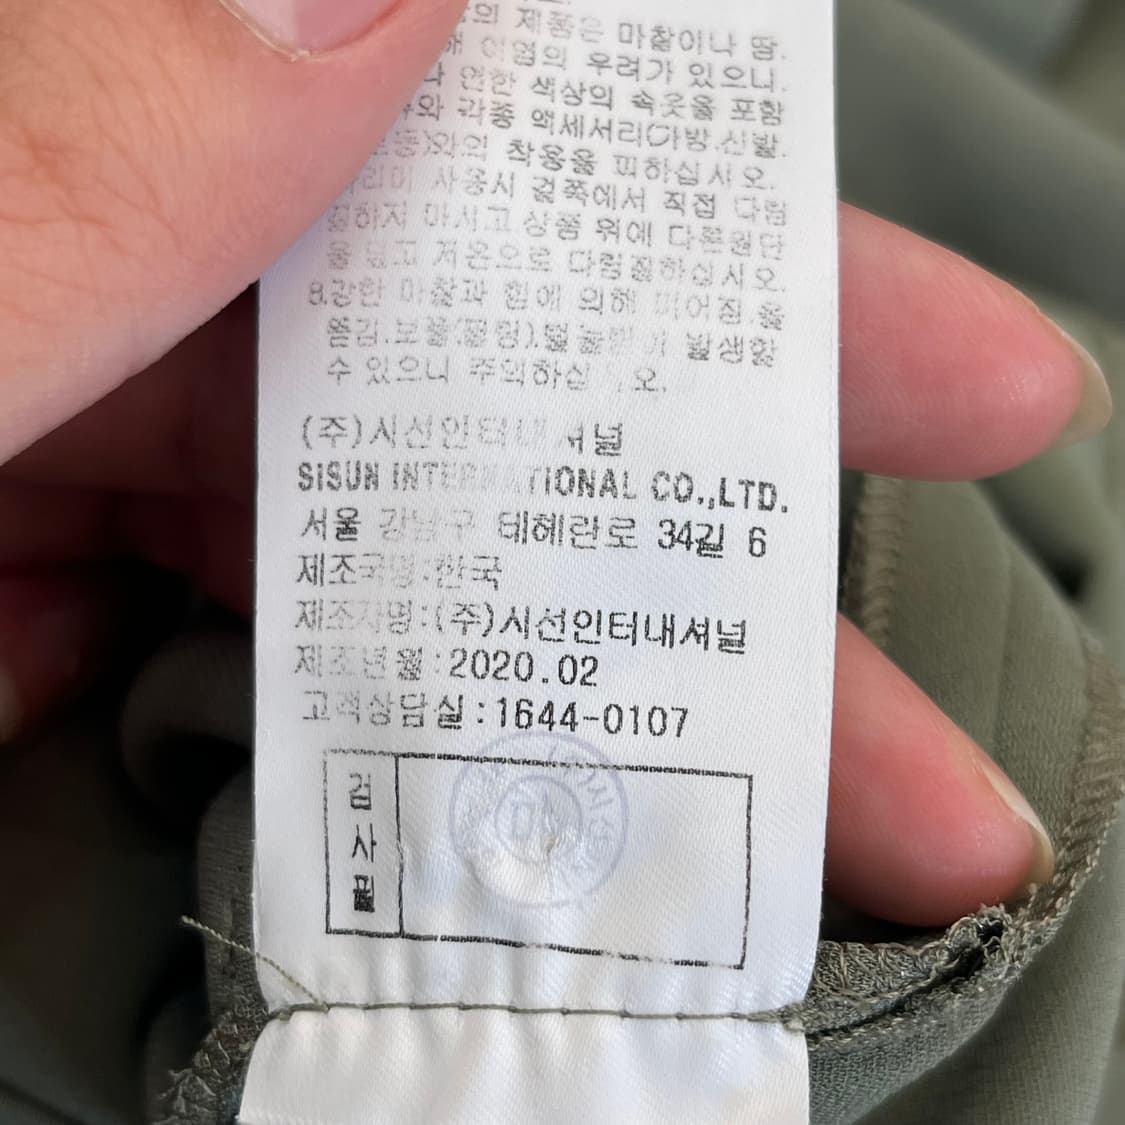 제품은 마찰이나 땀.
이염의 우려가 있으니.
연한 색상의 속옷을 포함
와 각종 액세서리(가방.신발.
와의 착용을 피하십시오.
사용시 겉쪽에서 직접 다림
질하지 마시고 상품 위에 다른원단
을 덮고 저온으로 다림질하십시오.
8.강한 마찰과 힘에 의해 미어짐.올
뜯김.보풀(필링).발생할
수 있으니 주의하십 오.
(주)시선인터내셔널
SISUN INTERNATIONAL CO.,LTD.
서울 강남구 테헤란로 34길 6
제조국명:한국
제조자명:(주)시선인터내셔널
제조년월:2020.02
고객상담실:1644-0107
검
사
필